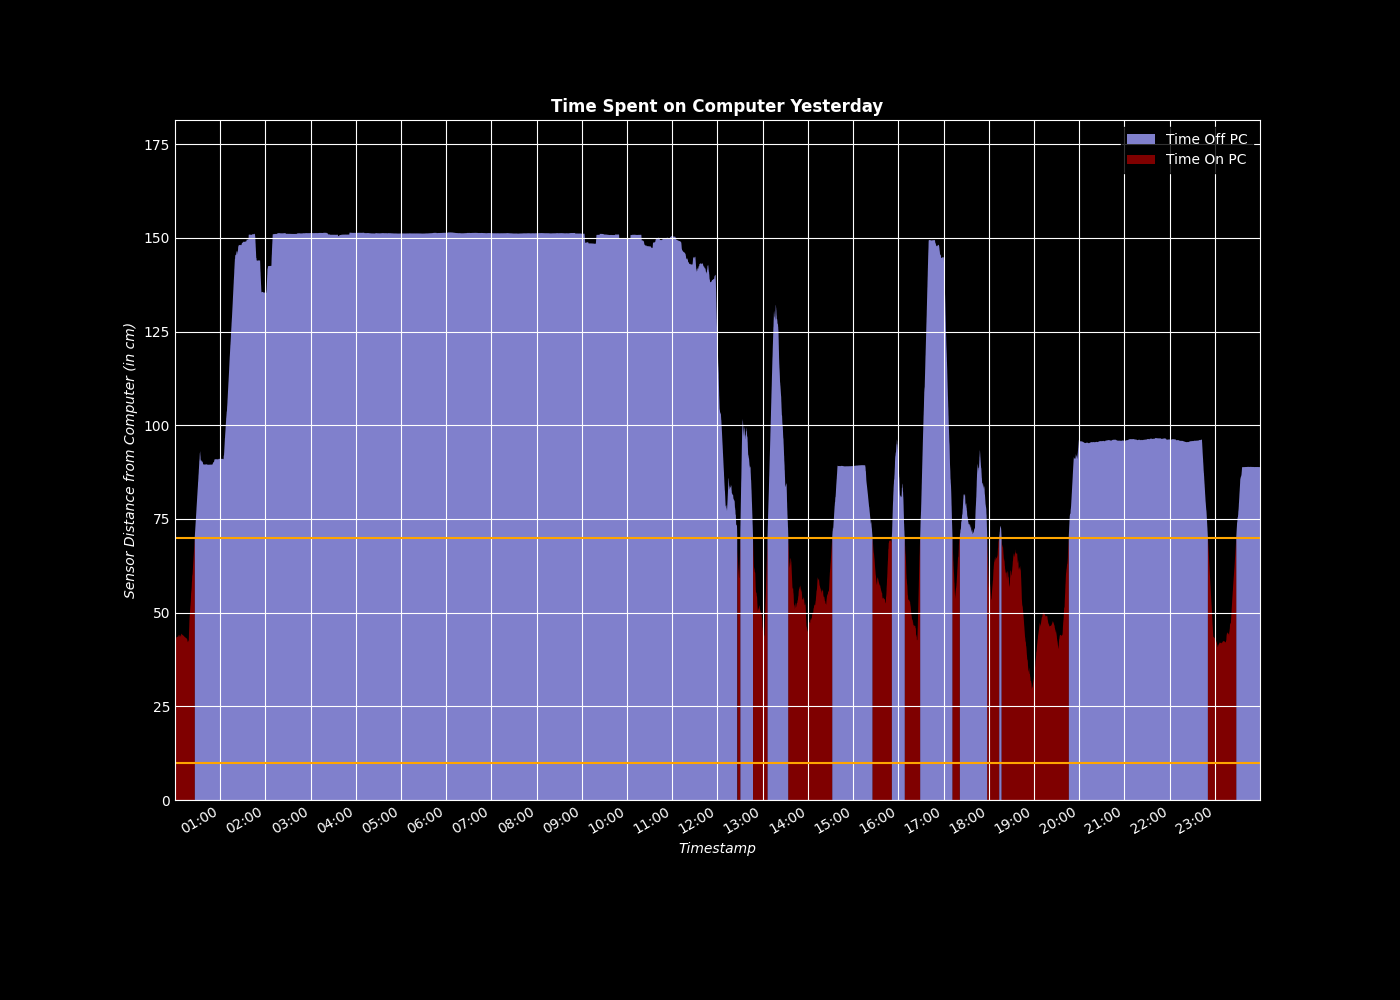 Time Spent on Computer Yesterday
Time Off PC
Time On PC
175
150
125
100
75
50
25
0
Sensor Distance from Computer (in cm)
01:00 02:00 03:00 04:00 05:00 06:00 07:00 08:00 09:00 10:00 11:00 12:00 13:00 14:00 15:00 16:00 17:00 18:00 19:00 20:00 21:00 22:00 23:00
Timestamp